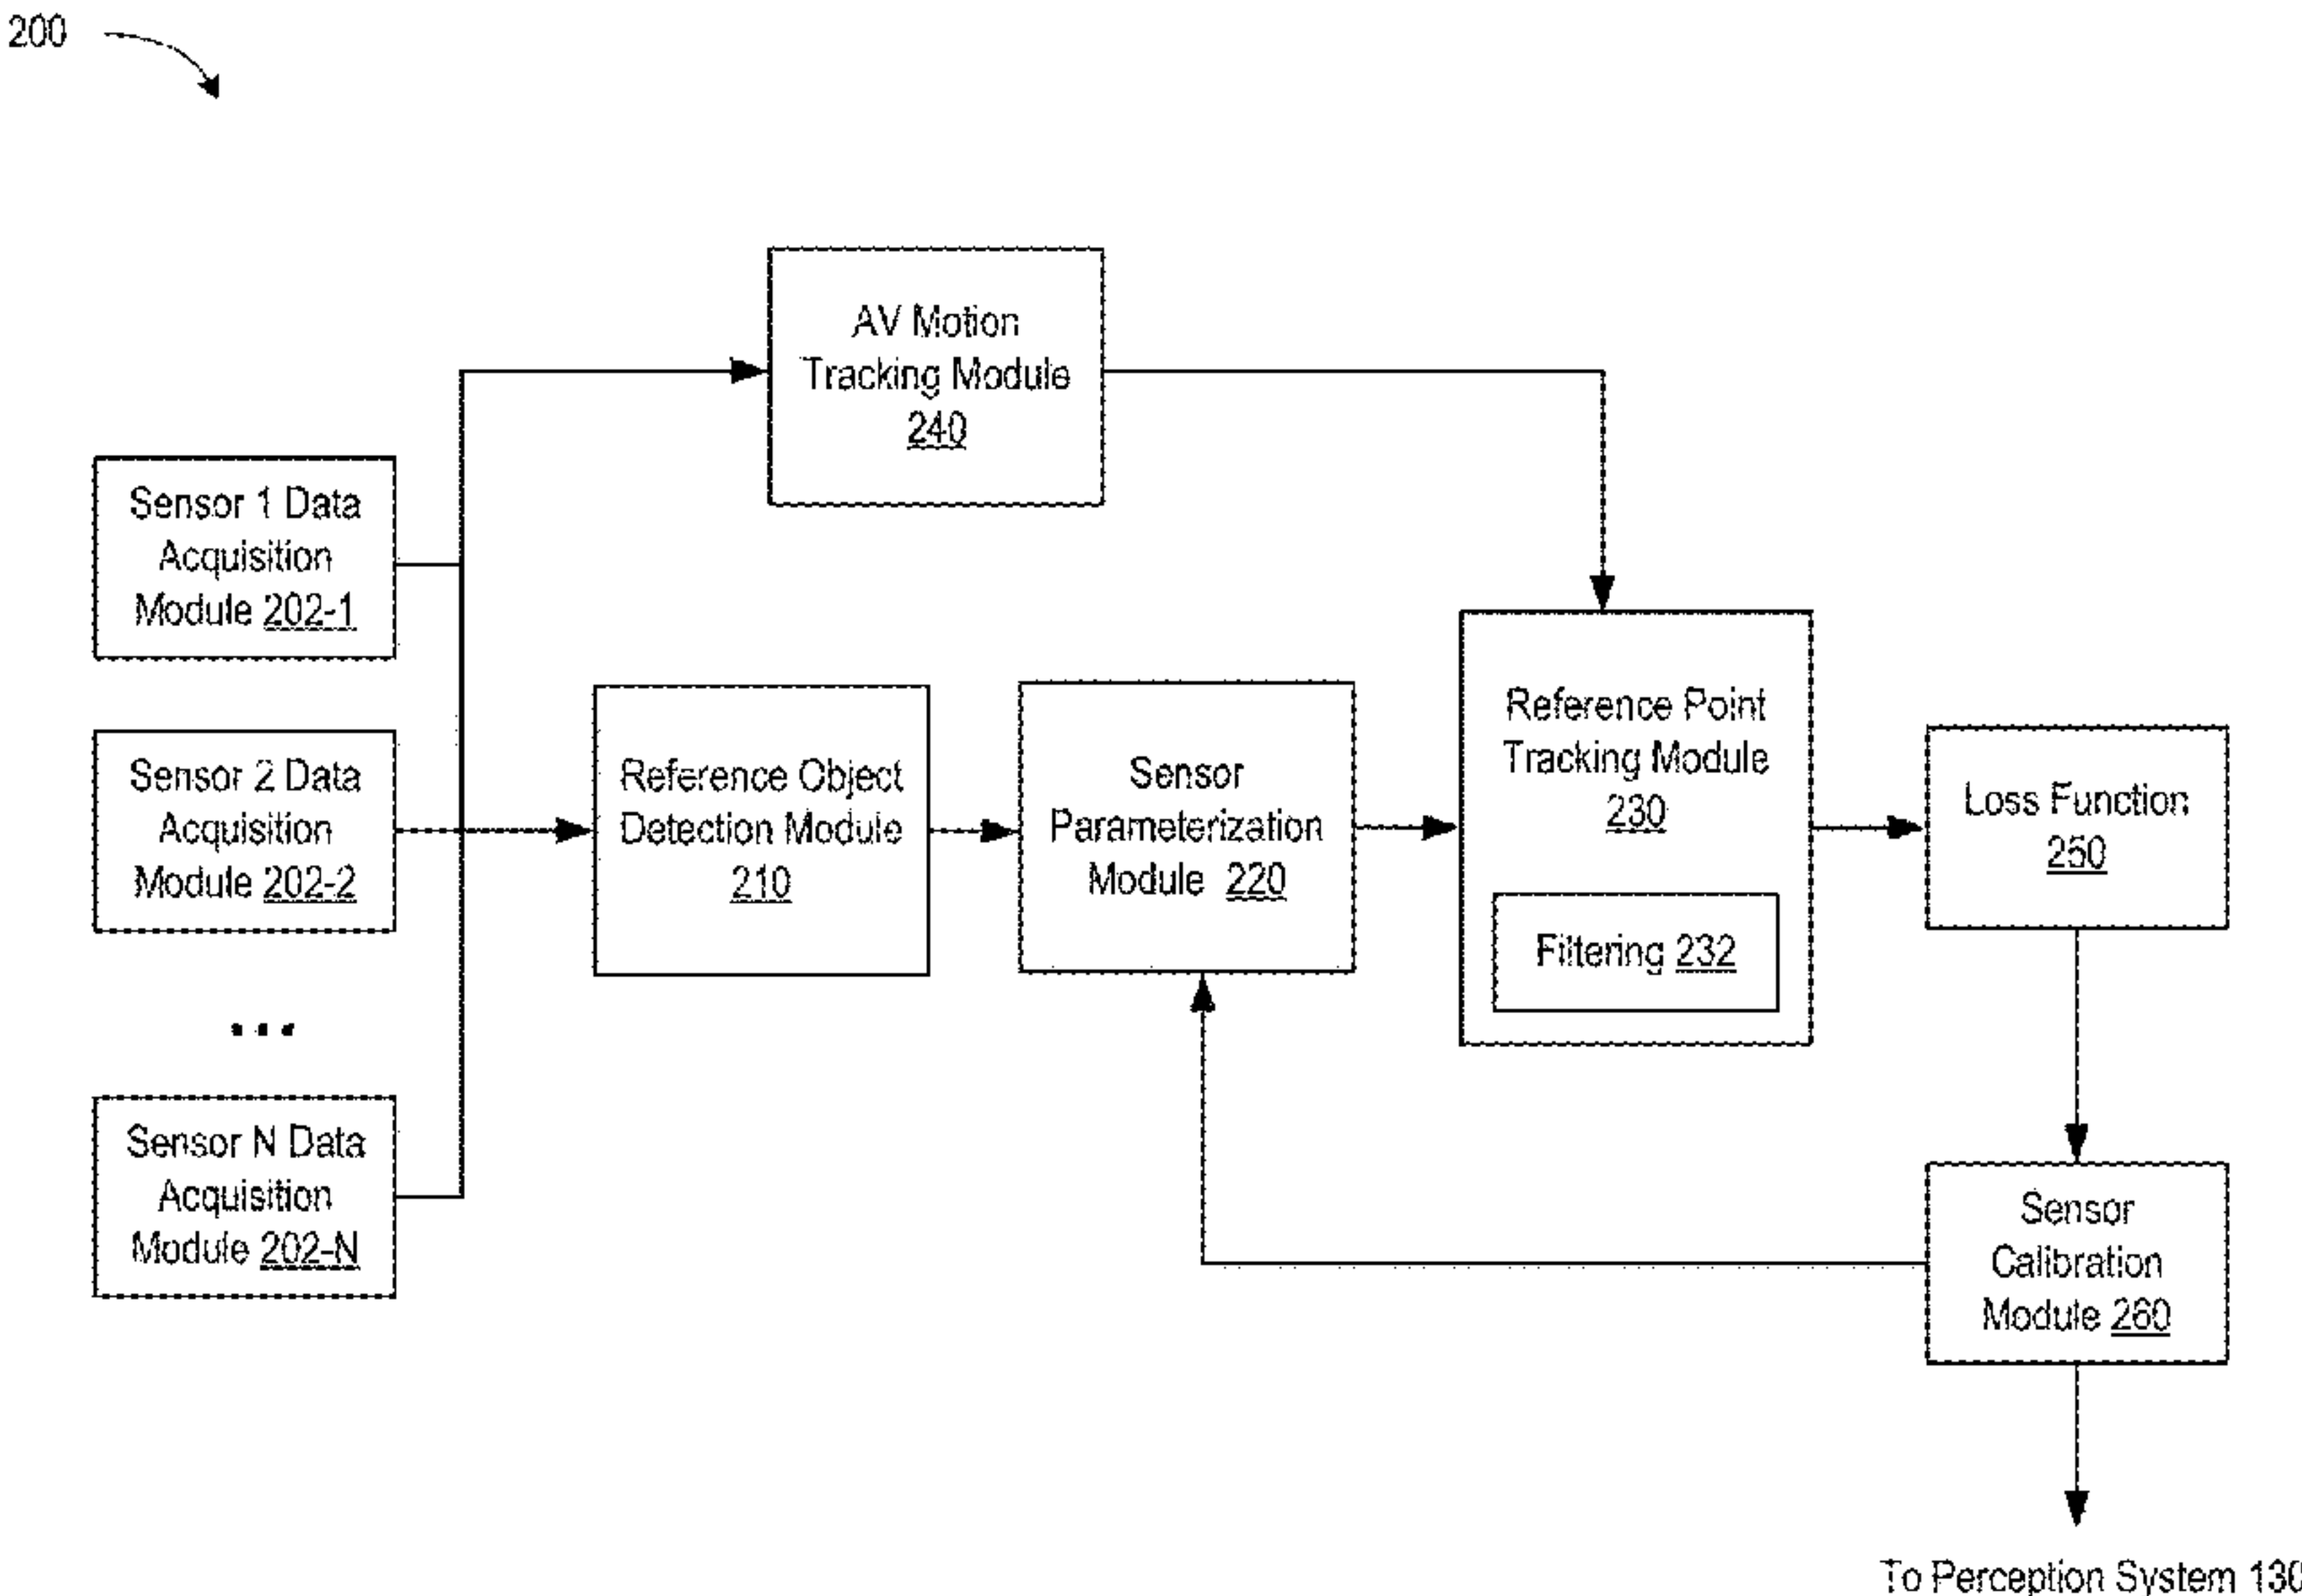 200
AV Motion
Tracking Module
240
Sensor 1 Data
Acquisition
Module 202-1
Sensor 2 Data
Acquisition
Module 202-2
...
Sensor N Data
Acquisition
Module 202-N
Reference Object
Detection Module
210
Sensor
Parameterization
Module 220
Reference Point
Tracking Module
230
Filtering 232
Loss Function
250
Sensor
Calibration
Module 260
To Perception System 130